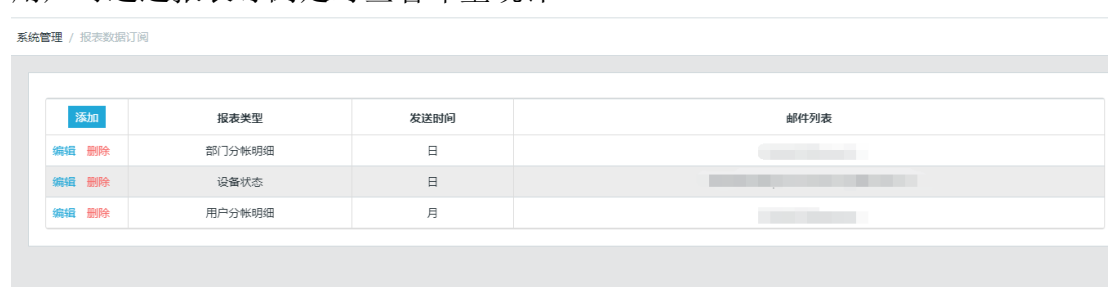 系统管理 / 报表数据订阅
添加 报表类型 发送时间 邮件列表
编辑 删除 部门分帐明细 日
编辑 删除 设备状态 日
编辑 删除 用户分帐明细 月